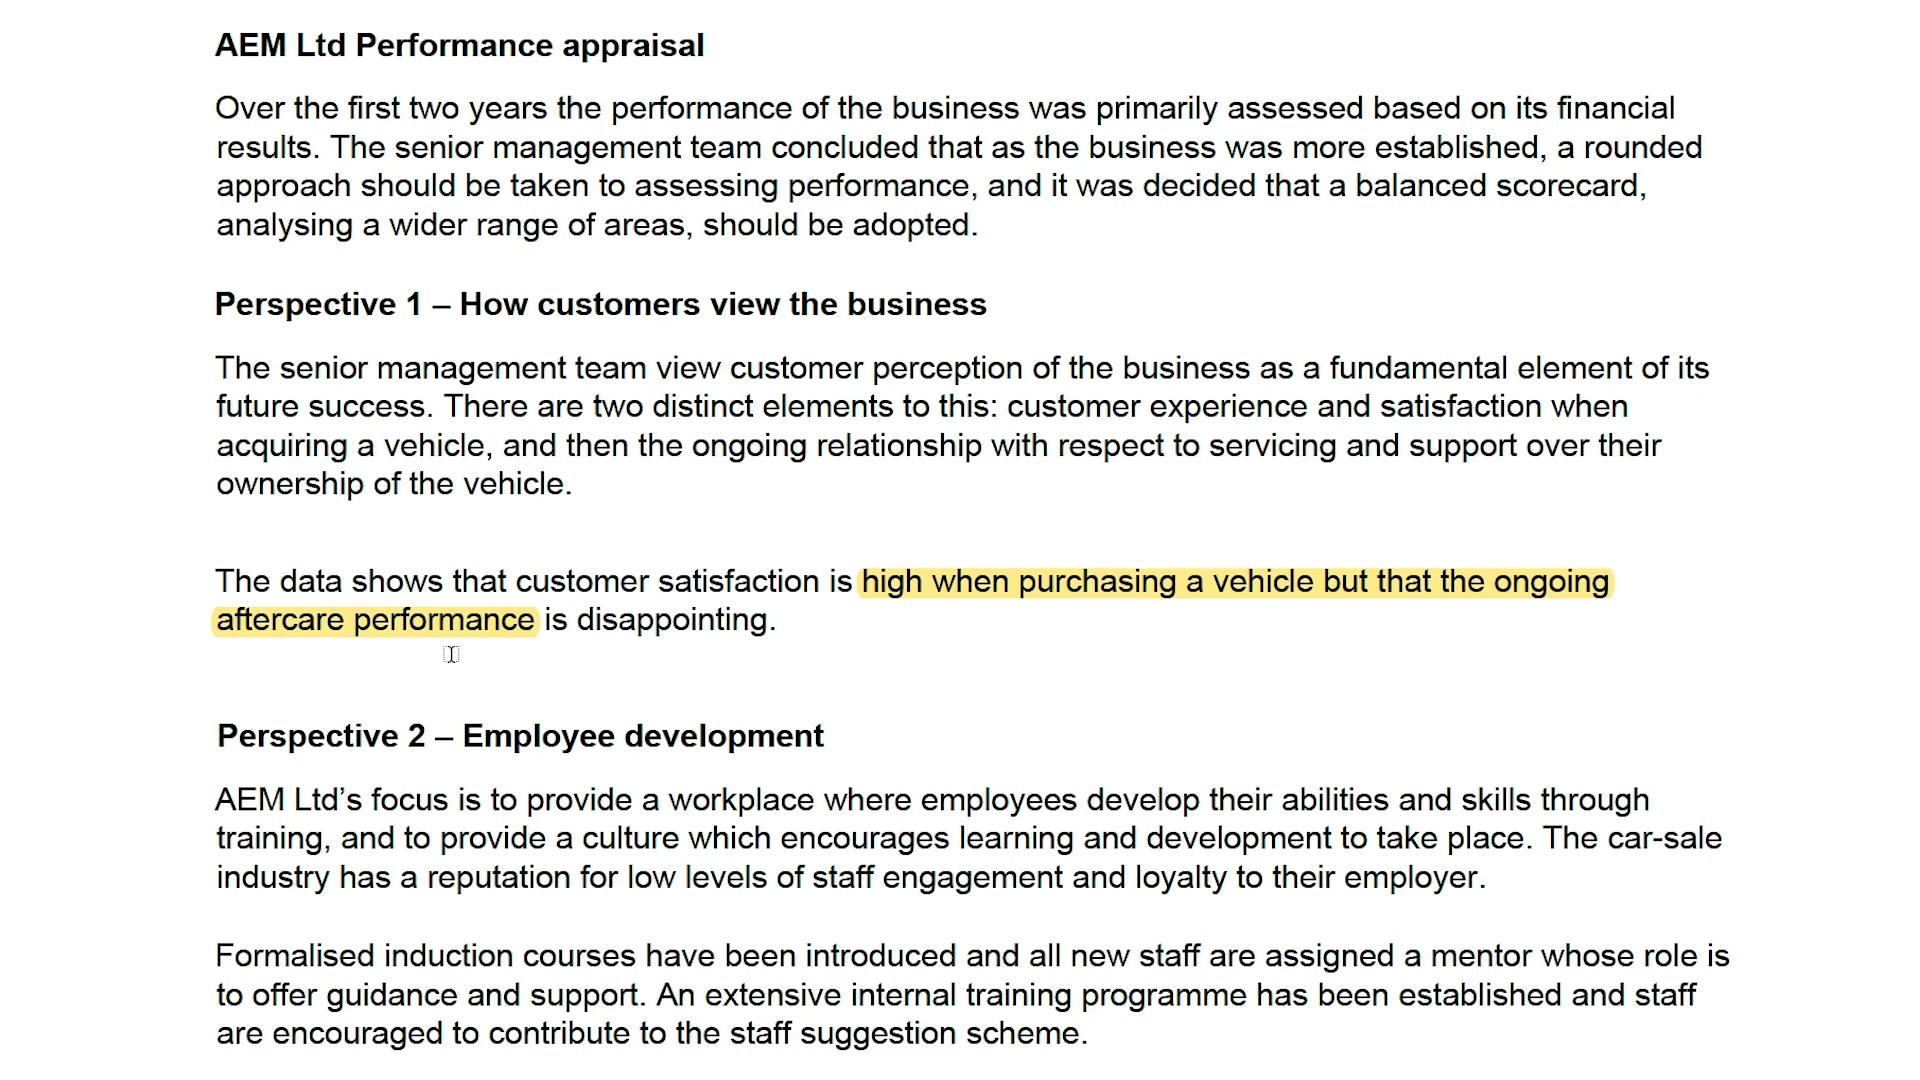 AEM Ltd Performance appraisal
Over the first two years the performance of the business was primarily assessed based on its financial
results. The senior management team concluded that as the business was more established, a rounded
approach should be taken to assessing performance, and it was decided that a balanced scorecard,
analysing a wider range of areas, should be adopted.
Perspective 1 – How customers view the business
The senior management team view customer perception of the business as a fundamental element of its
future success. There are two distinct elements to this: customer experience and satisfaction when
acquiring a vehicle, and then the ongoing relationship with respect to servicing and support over their
ownership of the vehicle.
The data shows that customer satisfaction is high when purchasing a vehicle but that the ongoing
aftercare performance is disappointing.
Perspective 2 – Employee development
AEM Ltd’s focus is to provide a workplace where employees develop their abilities and skills through
training, and to provide a culture which encourages learning and development to take place. The car-sale
industry has a reputation for low levels of staff engagement and loyalty to their employer.
Formalised induction courses have been introduced and all new staff are assigned a mentor whose role is
to offer guidance and support. An extensive internal training programme has been established and staff
are encouraged to contribute to the staff suggestion scheme.